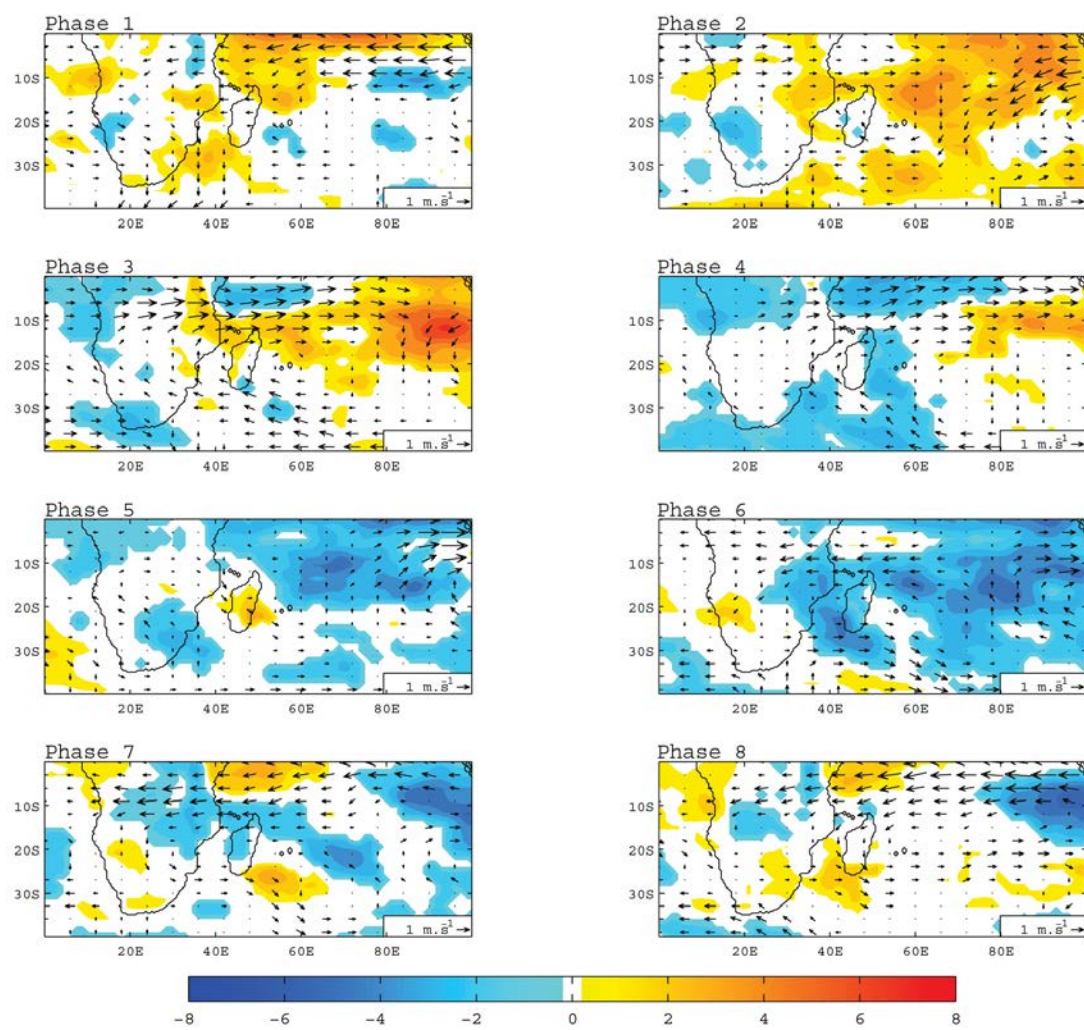 Phase 1
10S
20S
30S
20E 40E 60E 80E
1 m.s-1
Phase 2
10S
20S
30S
20E 40E 60E 80E
1 m.s-1
Phase 3
10S
20S
30S
20E 40E 60E 80E
1 m.s-1
Phase 4
10S
20S
30S
20E 40E 60E 80E
1 m.s-1
Phase 5
10S
20S
30S
20E 40E 60E 80E
1 m.s-1
Phase 6
10S
20S
30S
20E 40E 60E 80E
1 m.s-1
Phase 7
10S
20S
30S
20E 40E 60E 80E
1 m.s-1
Phase 8
10S
20S
30S
20E 40E 60E 80E
1 m.s-1
-8 -6 -4 -2 0 2 4 6 8